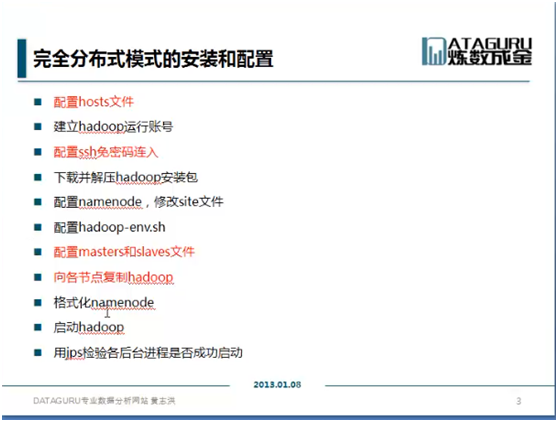 完全分布式模式的安装和配置
DATAGURU
炼数成金
配置hosts文件
建立hadoop运行账号
配置ssh免密码连入
下载并解压hadoop安装包
配置namenode，修改site文件
配置hadoop-env.sh
配置masters和slaves文件
向各节点复制hadoop
格式化namenode
启动hadoop
用jps检验各后台进程是否成功启动
2013.01.08
DATAGURU专业数据分析网站 黄志洪
3